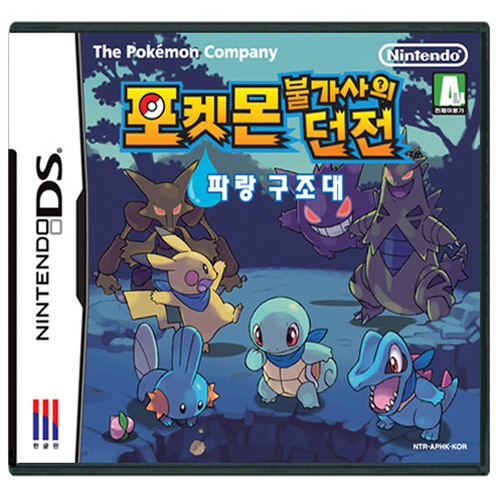 The Pokémon Company
Nintendo
포켓몬 불가사의 던전
파랑 구조대
전체이용가
NINTENDO DS
한글판
NTR-APHK-KOR